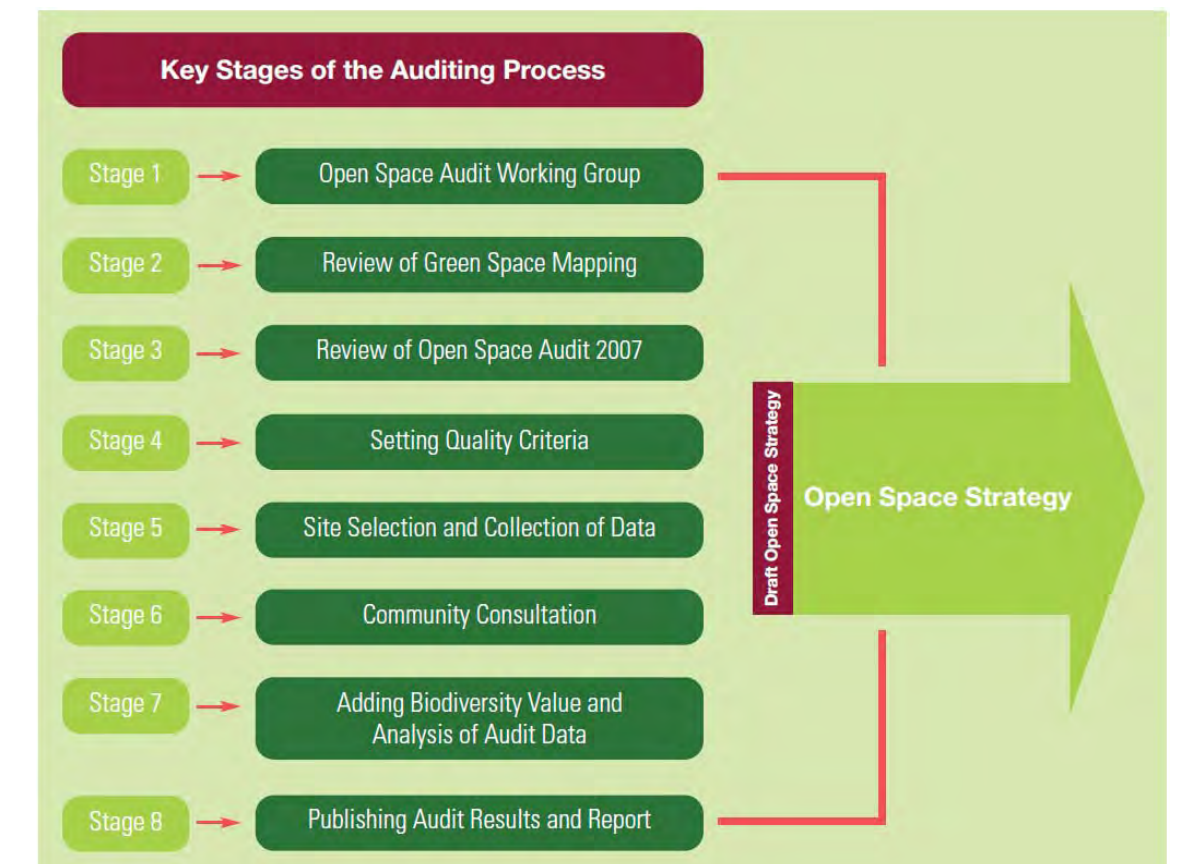 Key Stages of the Auditing Process
Stage 1
Open Space Audit Working Group
Stage 2
Review of Green Space Mapping
Stage 3
Review of Open Space Audit 2007
Stage 4
Setting Quality Criteria
Stage 5
Site Selection and Collection of Data
Stage 6
Community Consultation
Stage 7
Adding Biodiversity Value and
Analysis of Audit Data
Stage 8
Publishing Audit Results and Report
Draft Open Space Strategy
Open Space Strategy